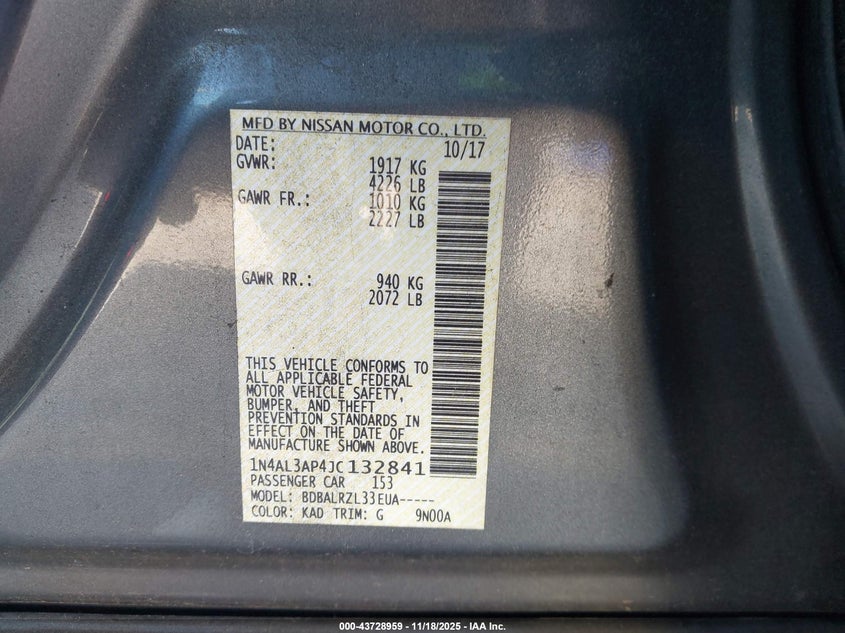 MFD BY NISSAN MOTOR CO., LTD.
DATE: 10/17
GVWR: 1917 KG
4226 LB
GAWR FR.: 1010 KG
2227 LB
GAWR RR.: 940 KG
2072 LB
THIS VEHICLE CONFORMS TO
ALL APPLICABLE FEDERAL
MOTOR VEHICLE SAFETY,
BUMPER, AND THEFT
PREVENTION STANDARDS IN
EFFECT ON THE DATE OF
MANUFACTURE SHOWN ABOVE.
1N4AL3AP4JC132841
PASSENGER CAR 153
MODEL: BDBALRZL33EUA-----
COLOR: KAD TRIM: G 9N00A
000-43728959 - 11/18/2025 - IAA Inc.